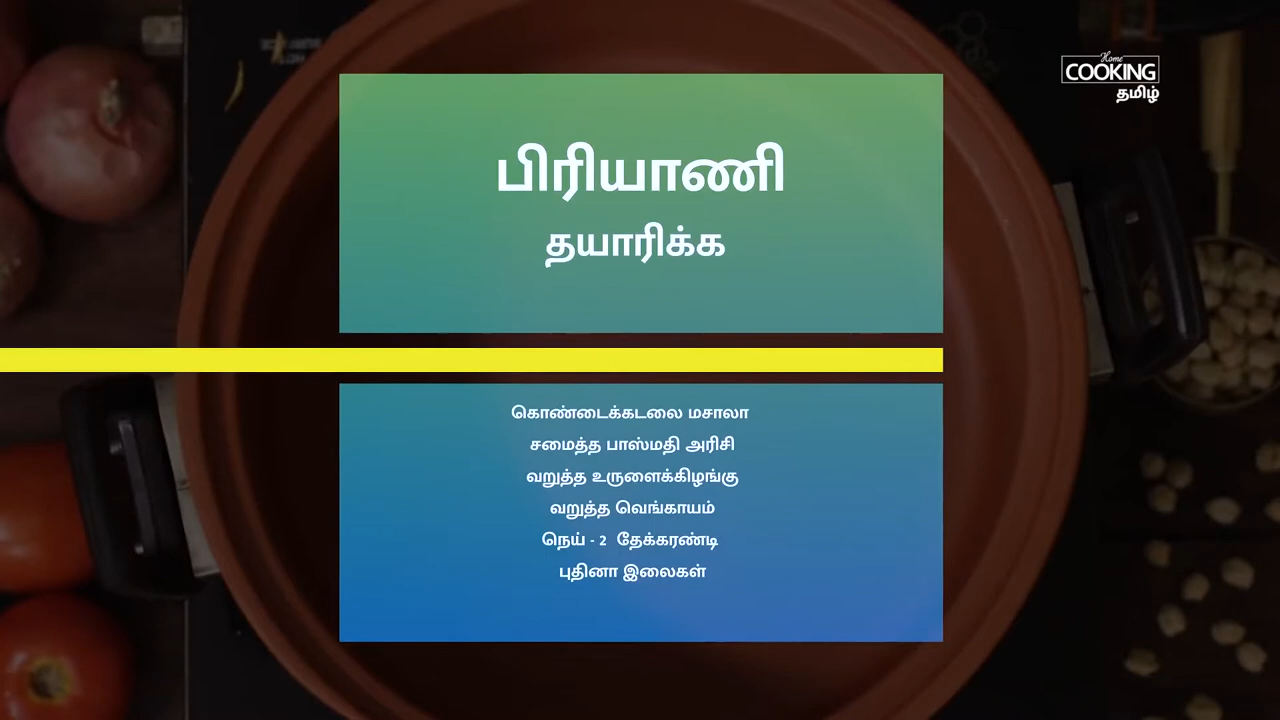 Home
COOKING
தமிழ்
பிரியாணி
தயாரிக்க
கொண்டைக்கடலை மசாலா
சமைத்த பாஸ்மதி அரிசி
வறுத்த உருளைக்கிழங்கு
வறுத்த வெங்காயம்
நெய் - 2 தேக்கரண்டி
புதினா இலைகள்